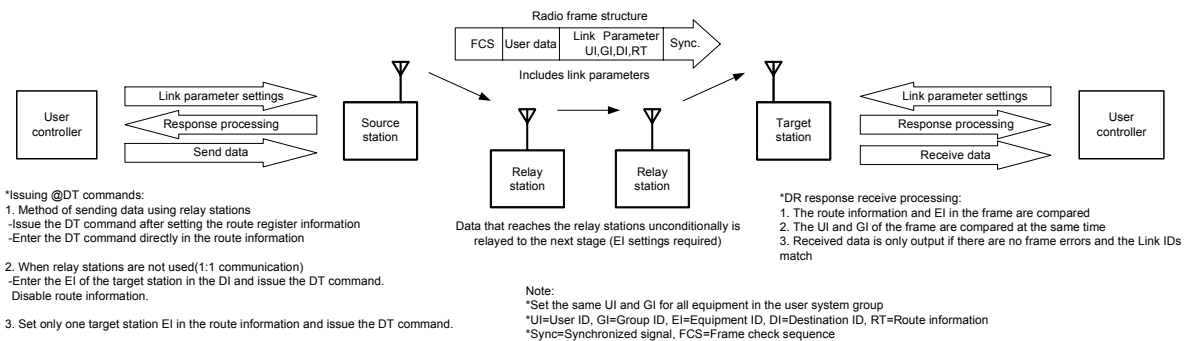 Radio frame structure
FCS
User data
Link Parameter
UI,GI,DI,RT
Sync.
Includes link parameters
User
controller
Link parameter settings
Response processing
Send data
Source
station
Relay
station
Relay
station
Target
station
Link parameter settings
Response processing
Receive data
User
controller
Data that reaches the relay stations unconditionally is
relayed to the next stage (EI settings required)
*Issuing @DT commands:
1. Method of sending data using relay stations
-Issue the DT command after setting the route register information
-Enter the DT command directly in the route information
2. When relay stations are not used(1:1 communication)
-Enter the EI of the target station in the DI and issue the DT command.
Disable route information.
3. Set only one target station EI in the route information and issue the DT command.
*DR response receive processing:
1. The route information and EI in the frame are compared
2. The UI and GI of the frame are compared at the same time
3. Received data is only output if there are no frame errors and the Link IDs
match
Note:
*Set the same UI and GI for all equipment in the user system group
*UI=User ID, GI=Group ID, EI=Equipment ID, DI=Destination ID, RT=Route information
*Sync=Synchronized signal, FCS=Frame check sequence